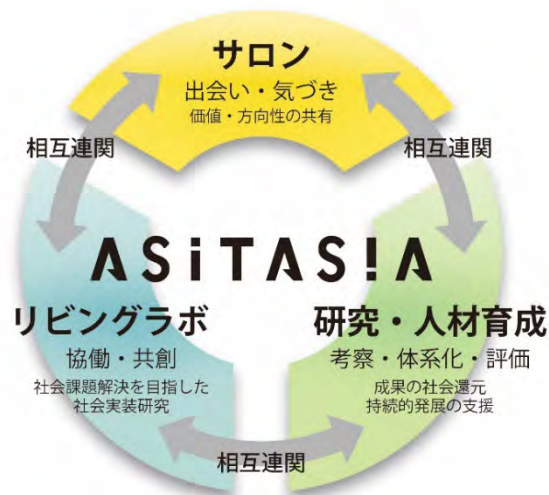 サロン
出会い・気づき
価値・方向性の共有
相互連関
相互連関
ASiTAS!A
リビングラボ
協働・共創
社会課題解決を目指した
社会実装研究
研究・人材育成
考察・体系化・評価
成果の社会還元
持続的発展の支援
相互連関